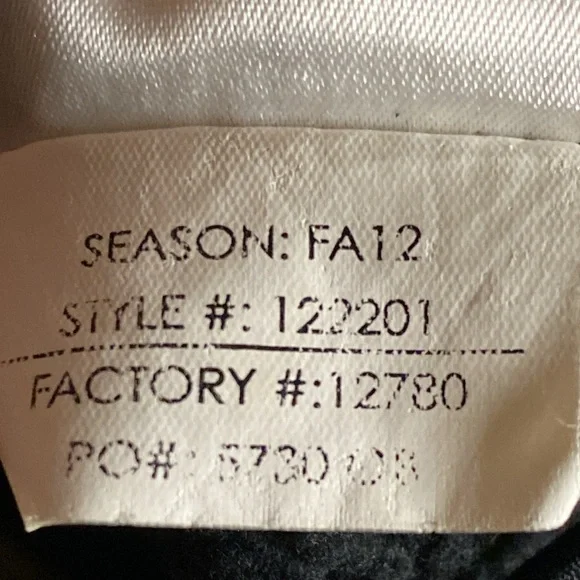 SEASON: FA12
STYLE #: 122201
FACTORY #:12780
PO#: